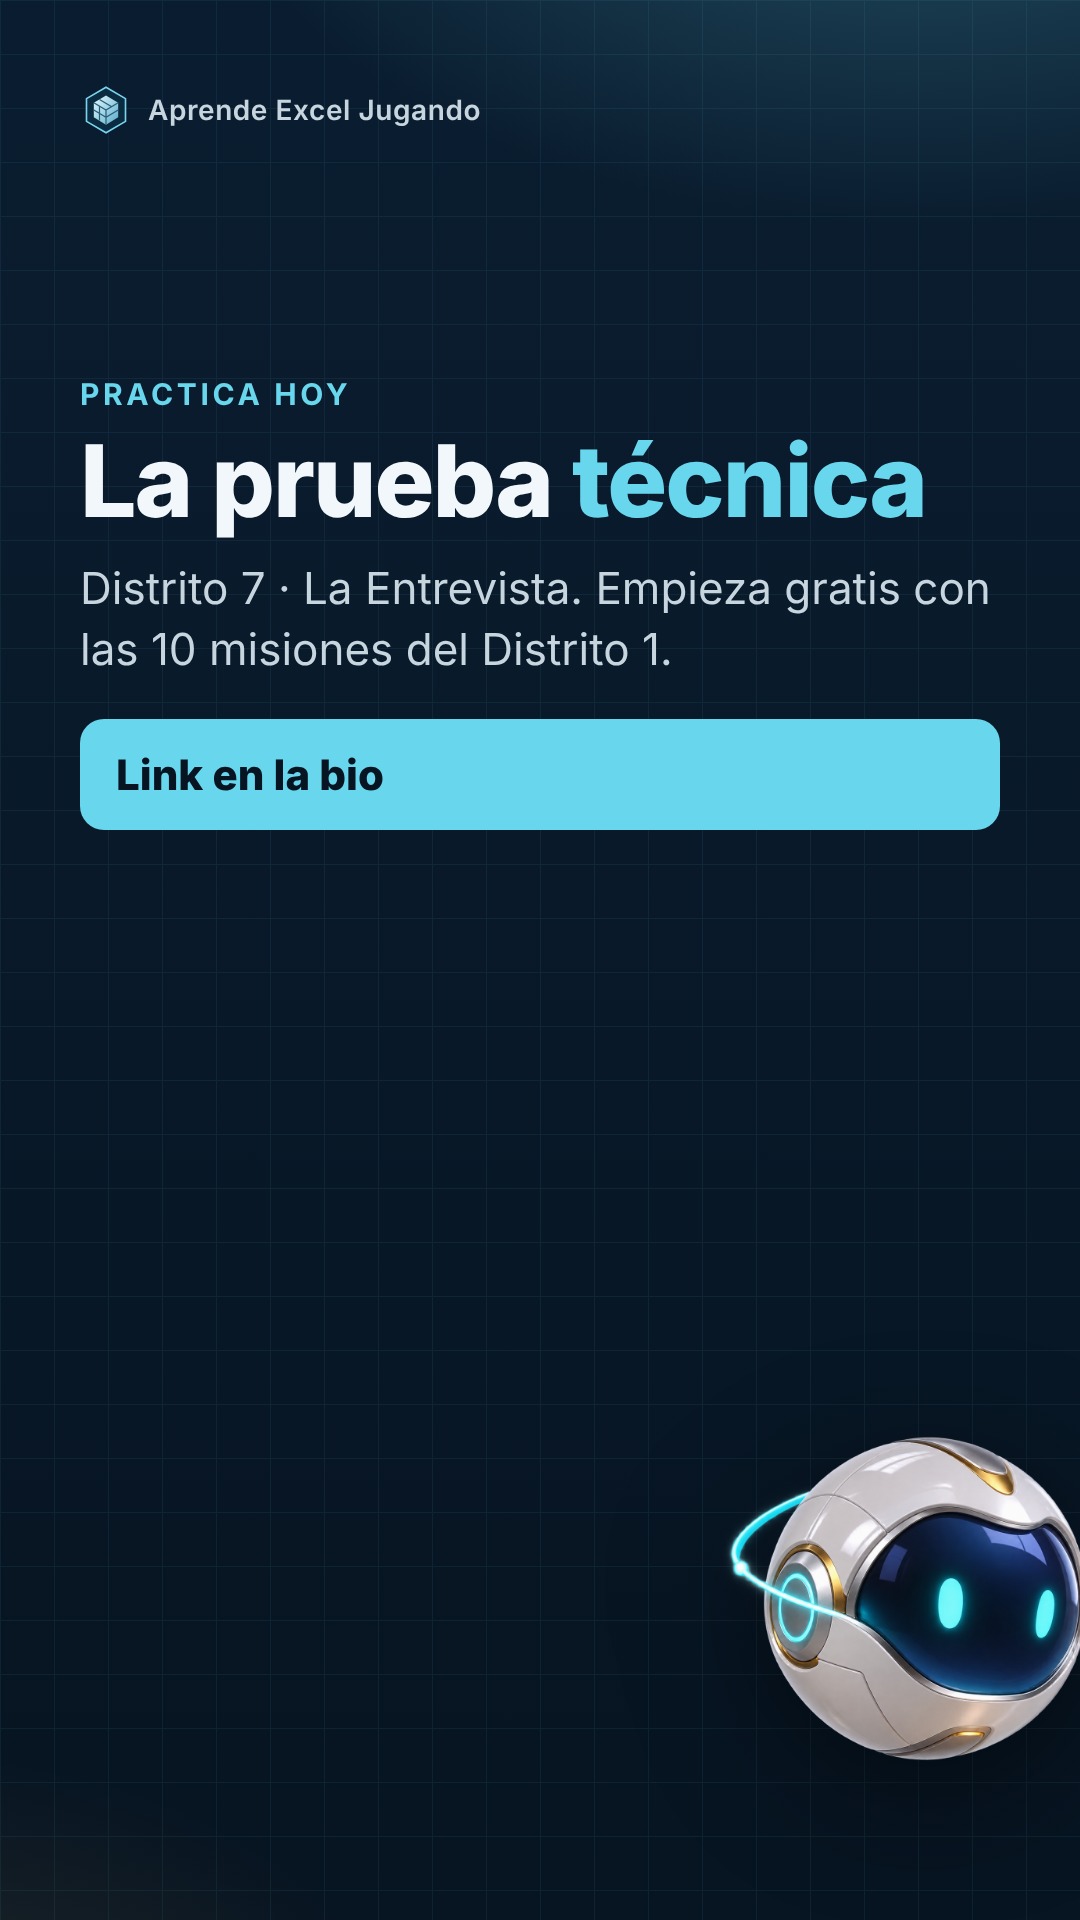 Aprende Excel Jugando
PRACTICA HOY
La prueba técnica
Distrito 7 · La Entrevista. Empieza gratis con
las 10 misiones del Distrito 1.
Link en la bio